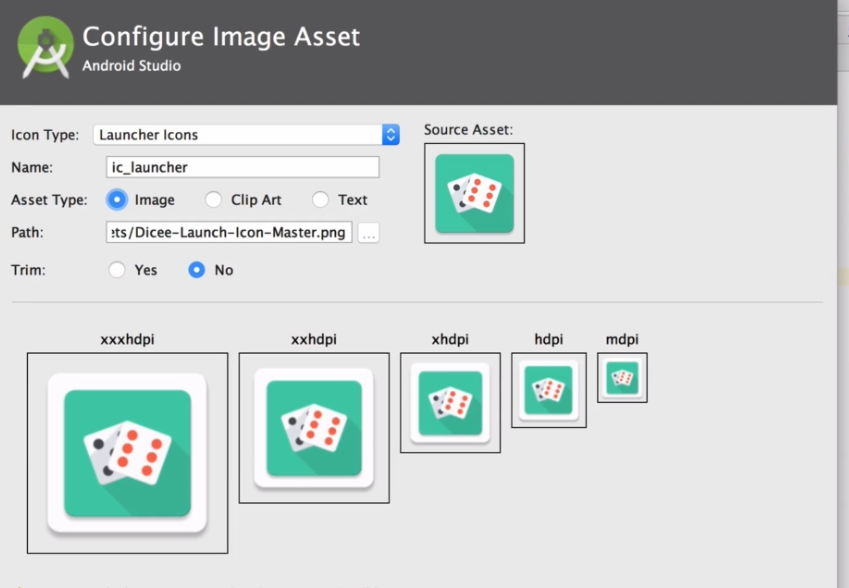 Configure Image Asset
Android Studio
Icon Type: Launcher Icons
Source Asset:
Name: ic_launcher
Asset Type: Image Clip Art Text
Path: ets/Dicee-Launch-Icon-Master.png ...
Trim: Yes No
xxxhdpi xxhdpi xhdpi hdpi mdpi